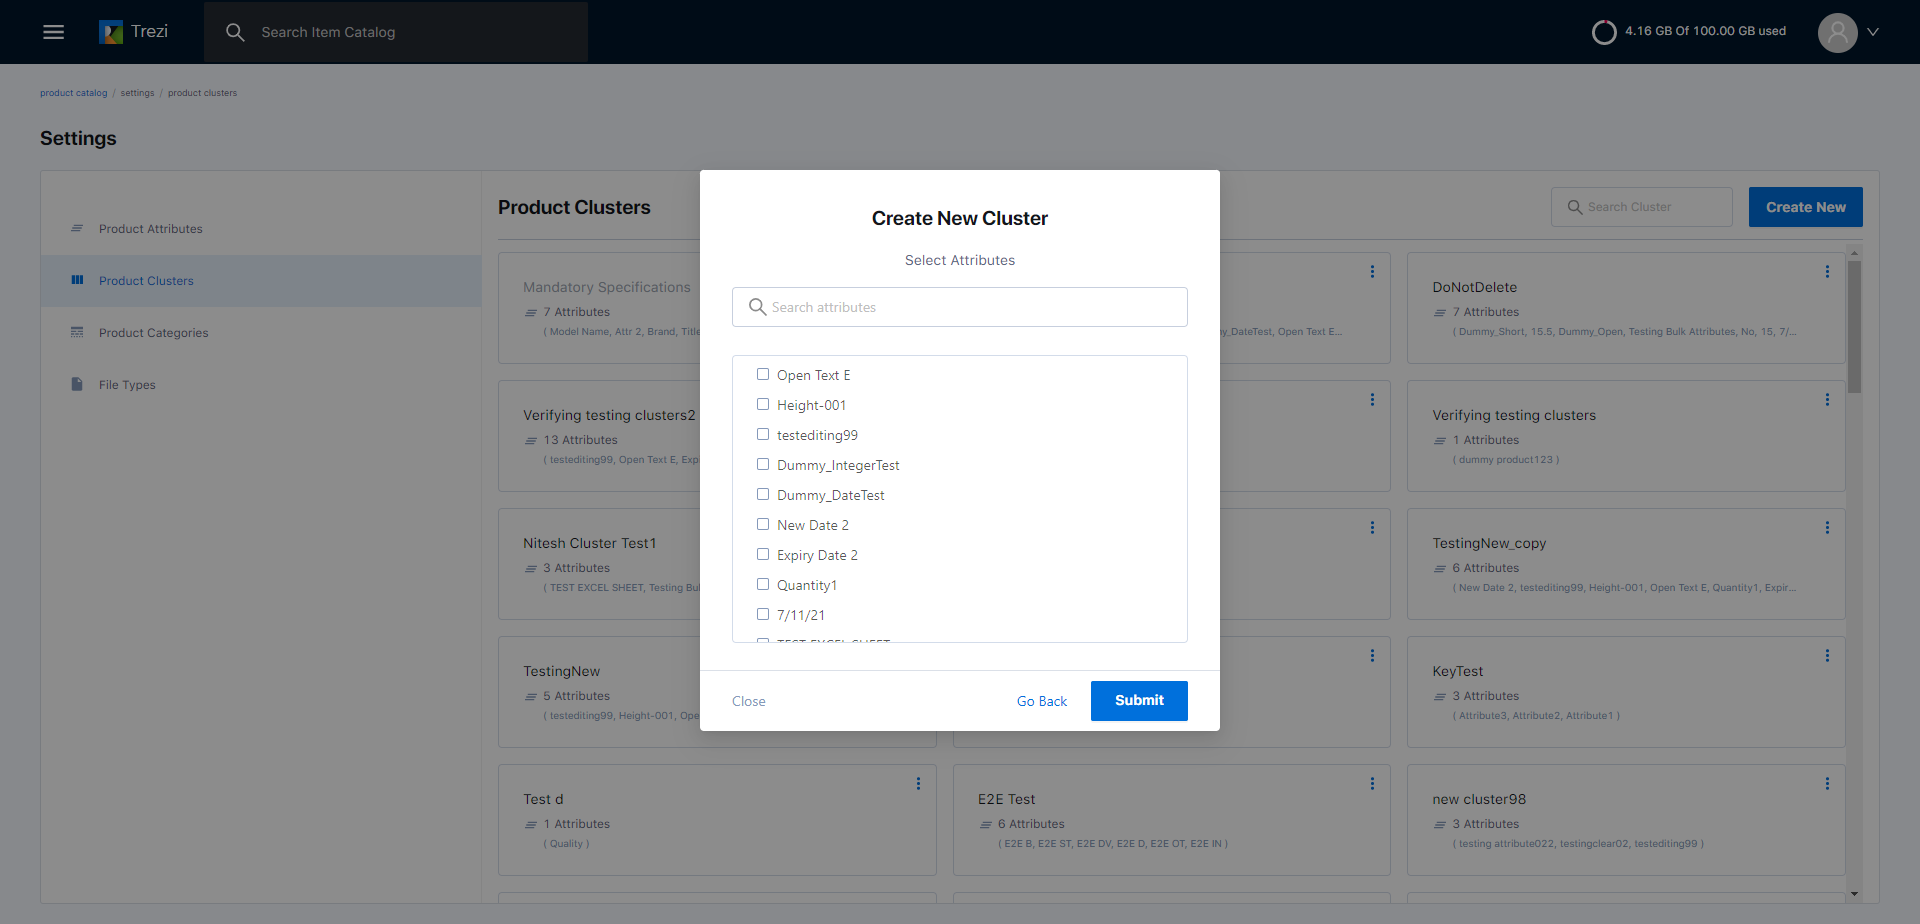 Trezi
Search Item Catalog
4.16 GB Of 100.00 GB used
product catalog / settings / product clusters
Settings
Product Attributes
Product Clusters
Product Categories
File Types
Product Clusters
Search Cluster
Create New
Mandatory Specifications
7 Attributes
( Model Name, Attr 2, Brand, Title
y_DateTest, Open Text E...
DoNotDelete
7 Attributes
( Dummy_Short, 15.5, Dummy_Open, Testing Bulk Attributes, No, 15, 7/...
Verifying testing clusters2
13 Attributes
( testediting99, Open Text E, Exp
Verifying testing clusters
1 Attributes
( dummy product123 )
Nitesh Cluster Test1
3 Attributes
( TEST EXCEL SHEET, Testing Bul
TestingNew_copy
6 Attributes
( New Date 2, testediting99, Height-001, Open Text E, Quantity1, Expir...
TestingNew
5 Attributes
( testediting99, Height-001, Ope
KeyTest
3 Attributes
( Attribute3, Attribute2, Attribute1 )
Test d
1 Attributes
( Quality )
E2E Test
6 Attributes
( E2E B, E2E ST, E2E DV, E2E D, E2E OT, E2E IN )
new cluster98
3 Attributes
( testing attribute022, testingclear02, testediting99 )
Create New Cluster
Select Attributes
Search attributes
Open Text E
Height-001
testediting99
Dummy_IntegerTest
Dummy_DateTest
New Date 2
Expiry Date 2
Quantity1
7/11/21
TEST EXCEL SHEET
Close
Go Back
Submit